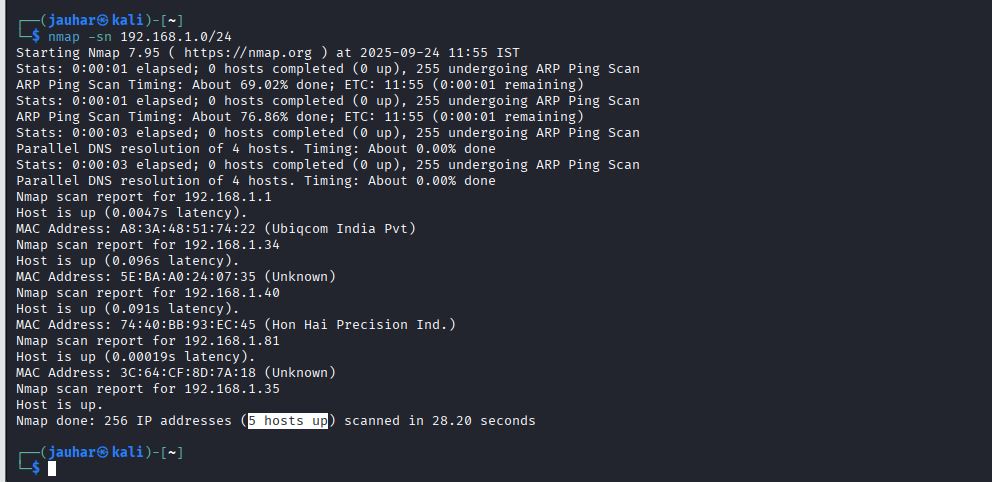 ┌──(jauhar㉿kali)-[~]
└─$ nmap -sn 192.168.1.0/24
Starting Nmap 7.95 ( https://nmap.org ) at 2025-09-24 11:55 IST
Stats: 0:00:01 elapsed; 0 hosts completed (0 up), 255 undergoing ARP Ping Scan
ARP Ping Scan Timing: About 69.02% done; ETC: 11:55 (0:00:01 remaining)
Stats: 0:00:01 elapsed; 0 hosts completed (0 up), 255 undergoing ARP Ping Scan
ARP Ping Scan Timing: About 76.86% done; ETC: 11:55 (0:00:01 remaining)
Stats: 0:00:03 elapsed; 0 hosts completed (0 up), 255 undergoing ARP Ping Scan
Parallel DNS resolution of 4 hosts. Timing: About 0.00% done
Stats: 0:00:03 elapsed; 0 hosts completed (0 up), 255 undergoing ARP Ping Scan
Parallel DNS resolution of 4 hosts. Timing: About 0.00% done
Nmap scan report for 192.168.1.1
Host is up (0.0047s latency).
MAC Address: A8:3A:48:51:74:22 (Ubiqcom India Pvt)
Nmap scan report for 192.168.1.34
Host is up (0.096s latency).
MAC Address: 5E:BA:A0:24:07:35 (Unknown)
Nmap scan report for 192.168.1.40
Host is up (0.091s latency).
MAC Address: 74:40:BB:93:EC:45 (Hon Hai Precision Ind.)
Nmap scan report for 192.168.1.81
Host is up (0.00019s latency).
MAC Address: 3C:64:CF:8D:7A:18 (Unknown)
Nmap scan report for 192.168.1.35
Host is up.
Nmap done: 256 IP addresses (5 hosts up) scanned in 28.20 seconds
┌──(jauhar㉿kali)-[~]
└─$